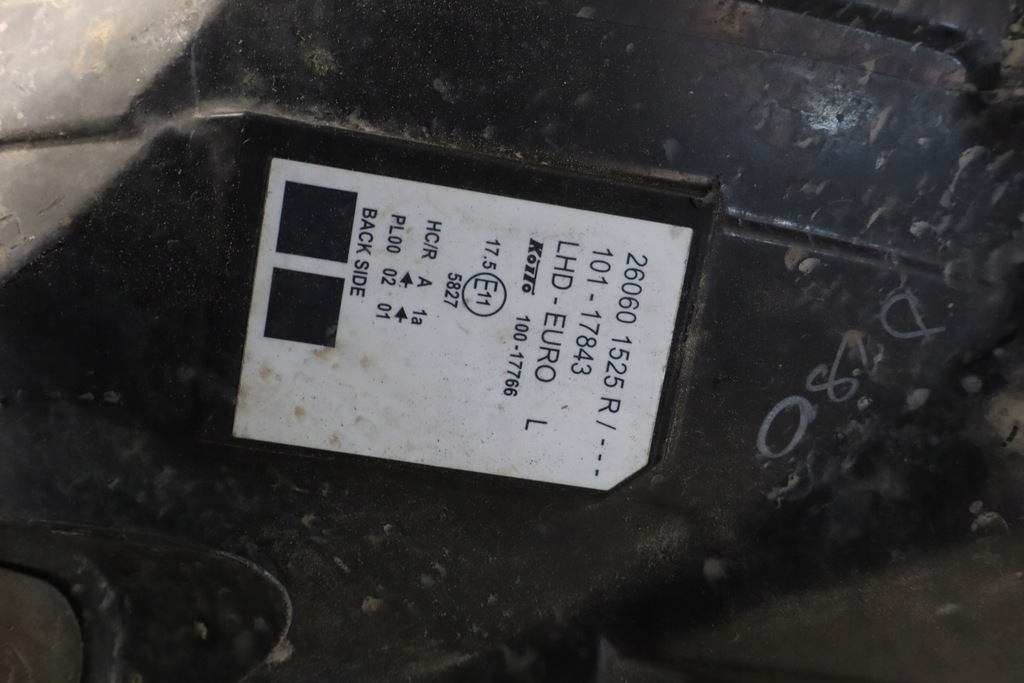 26060 1525 R / - - -
101 - 17843
LHD - EURO L
KOITO 100-17766
17.5 E11
5827
HC/R A 1a
PL00 02 01
BACK SIDE